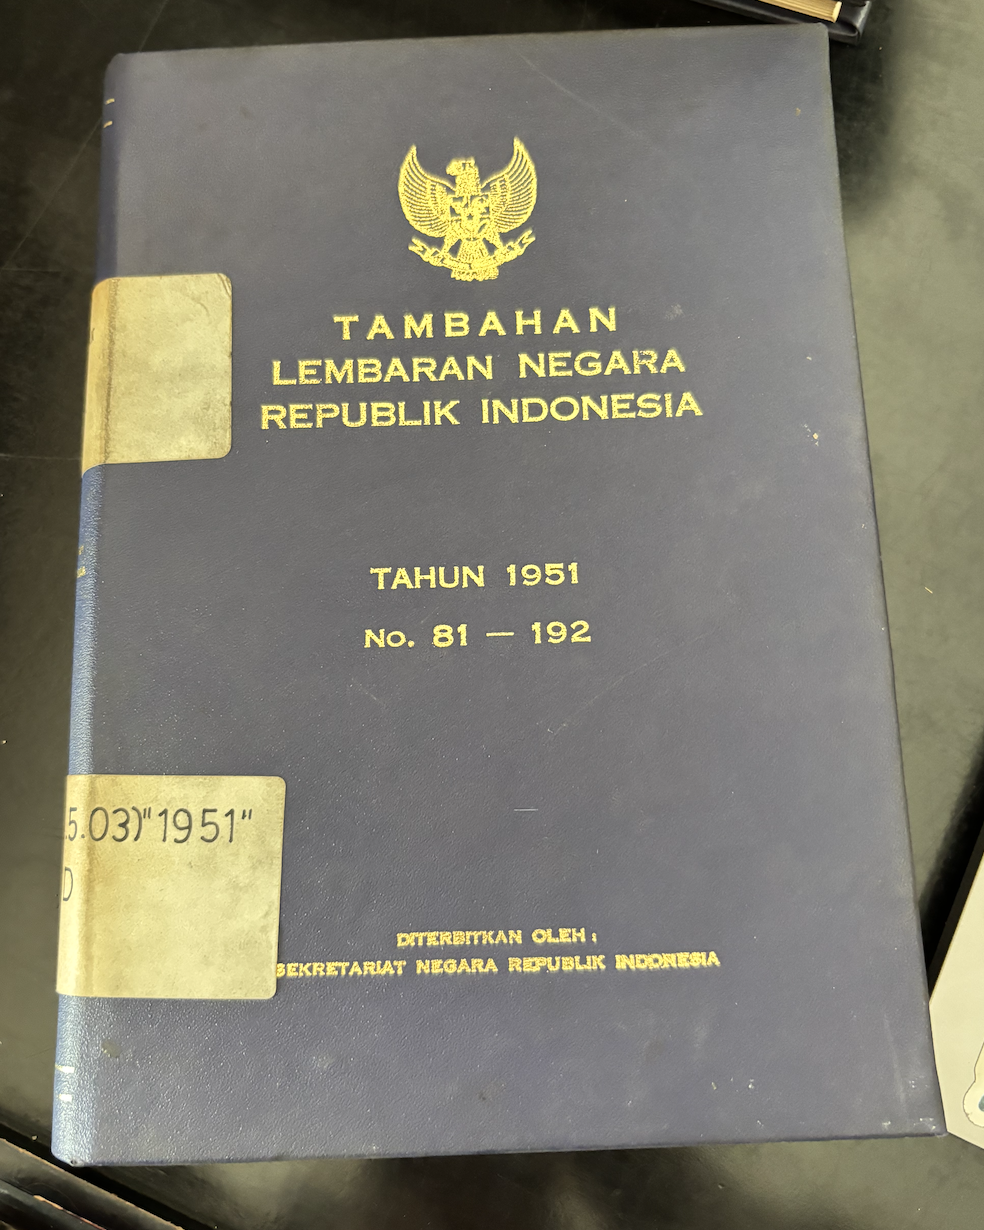 TAMBAHAN
LEMBARAN NEGARA
REPUBLIK INDONESIA
TAHUN 1951
No. 81 — 192
5.03)"1951"
D
DITERBITKAN OLEH :
SEKRETARIAT NEGARA REPUBLIK INDONESIA